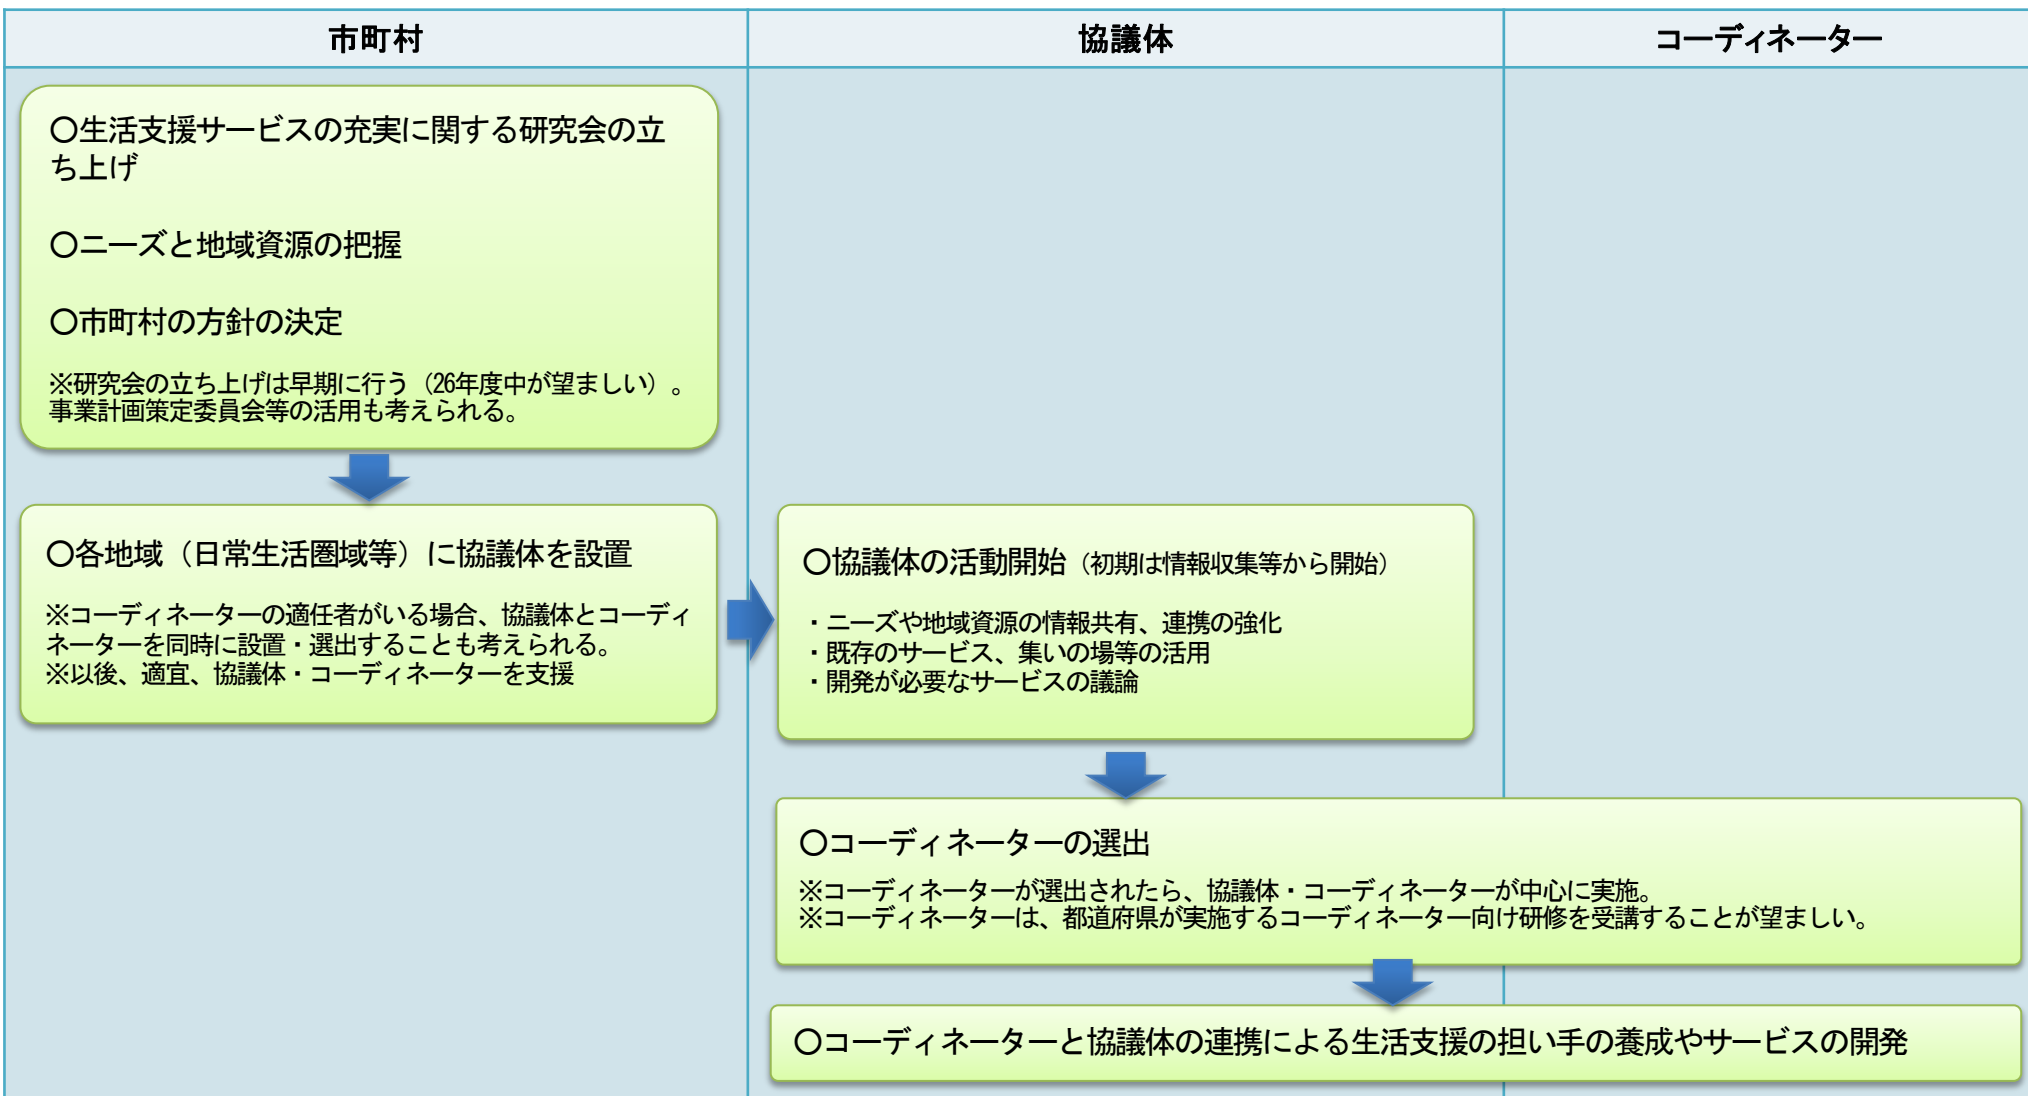 市町村
協議体
コーディネーター
〇生活支援サービスの充実に関する研究会の立
ち上げ
〇ニーズと地域資源の把握
〇市町村の方針の決定
※研究会の立ち上げは早期に行う（26年度中が望ましい）。
事業計画策定委員会等の活用も考えられる。
〇各地域（日常生活圏域等）に協議体を設置
※コーディネーターの適任者がいる場合、協議体とコーディ
ネーターを同時に設置・選出することも考えられる。
※以後、適宜、協議体・コーディネーターを支援
〇協議体の活動開始（初期は情報収集等から開始）
・ニーズや地域資源の情報共有、連携の強化
・既存のサービス、集いの場等の活用
・開発が必要なサービスの議論
〇コーディネーターの選出
※コーディネーターが選出されたら、協議体・コーディネーターが中心に実施。
※コーディネーターは、都道府県が実施するコーディネーター向け研修を受講することが望ましい。
〇コーディネーターと協議体の連携による生活支援の担い手の養成やサービスの開発